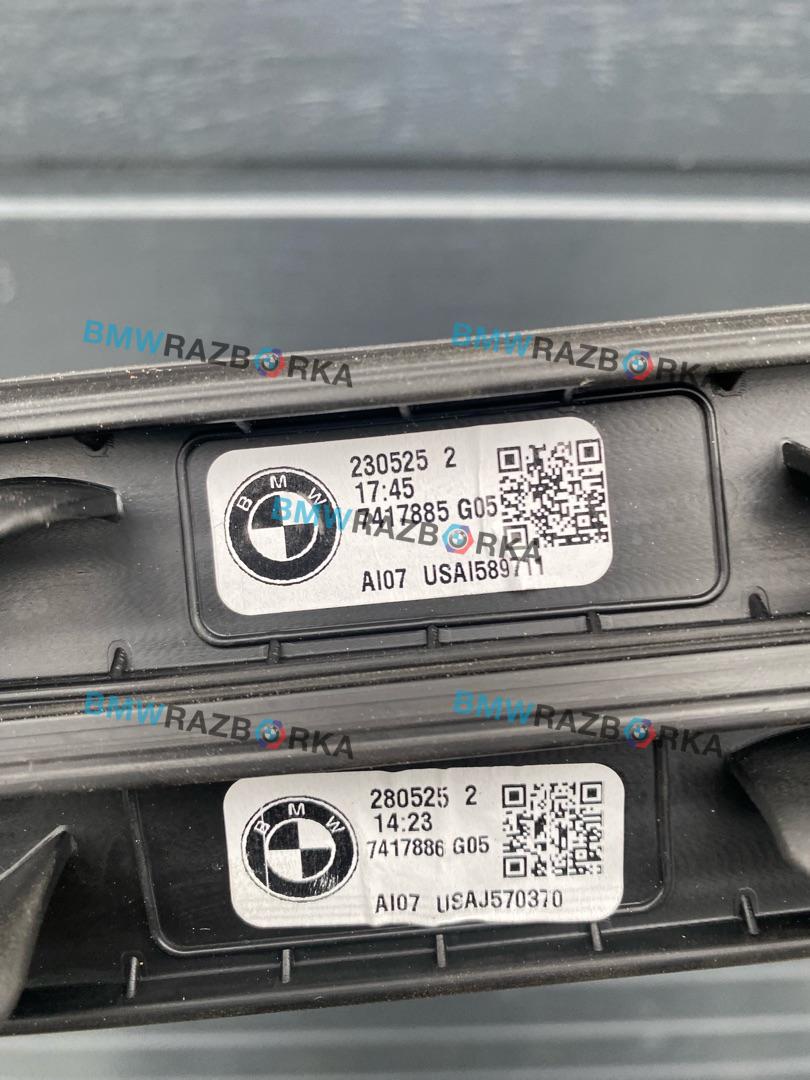 BMWRAZBORKA
BMWRAZBORKA
BMW
230525 2
17:45
7417885 G05
AI07 USAI589711
BMWRAZBORKA
BMWRAZBORKA
BMWRAZBORKA
BMW
280525 2
14:23
7417886 G05
AI07 USAJ570370